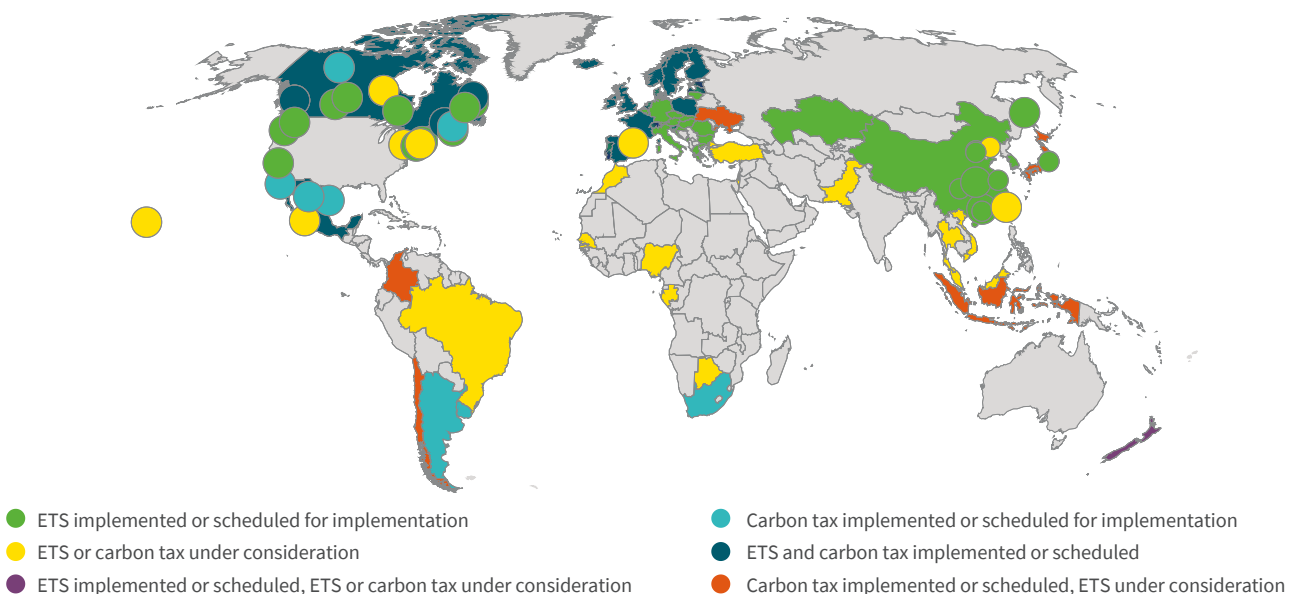 ETS implemented or scheduled for implementation
ETS or carbon tax under consideration
ETS implemented or scheduled, ETS or carbon tax under consideration
Carbon tax implemented or scheduled for implementation
ETS and carbon tax implemented or scheduled
Carbon tax implemented or scheduled, ETS under consideration